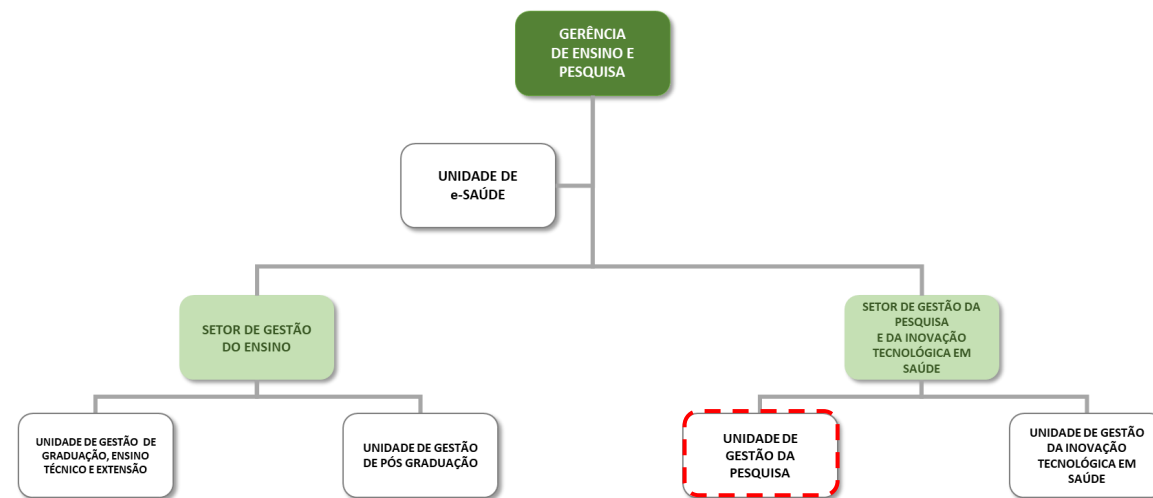 GERÊNCIA
DE ENSINO E
PESQUISA
UNIDADE DE
e-SAÚDE
SETOR DE GESTÃO
DO ENSINO
SETOR DE GESTÃO DA
PESQUISA
E DA INOVAÇÃO
TECNOLÓGICA EM
SAÚDE
UNIDADE DE GESTÃO DE
GRADUAÇÃO, ENSINO
TÉCNICO E EXTENSÃO
UNIDADE DE GESTÃO
DE PÓS GRADUAÇÃO
UNIDADE DE
GESTÃO DA
PESQUISA
UNIDADE DE GESTÃO
DA INOVAÇÃO
TECNOLÓGICA EM
SAÚDE